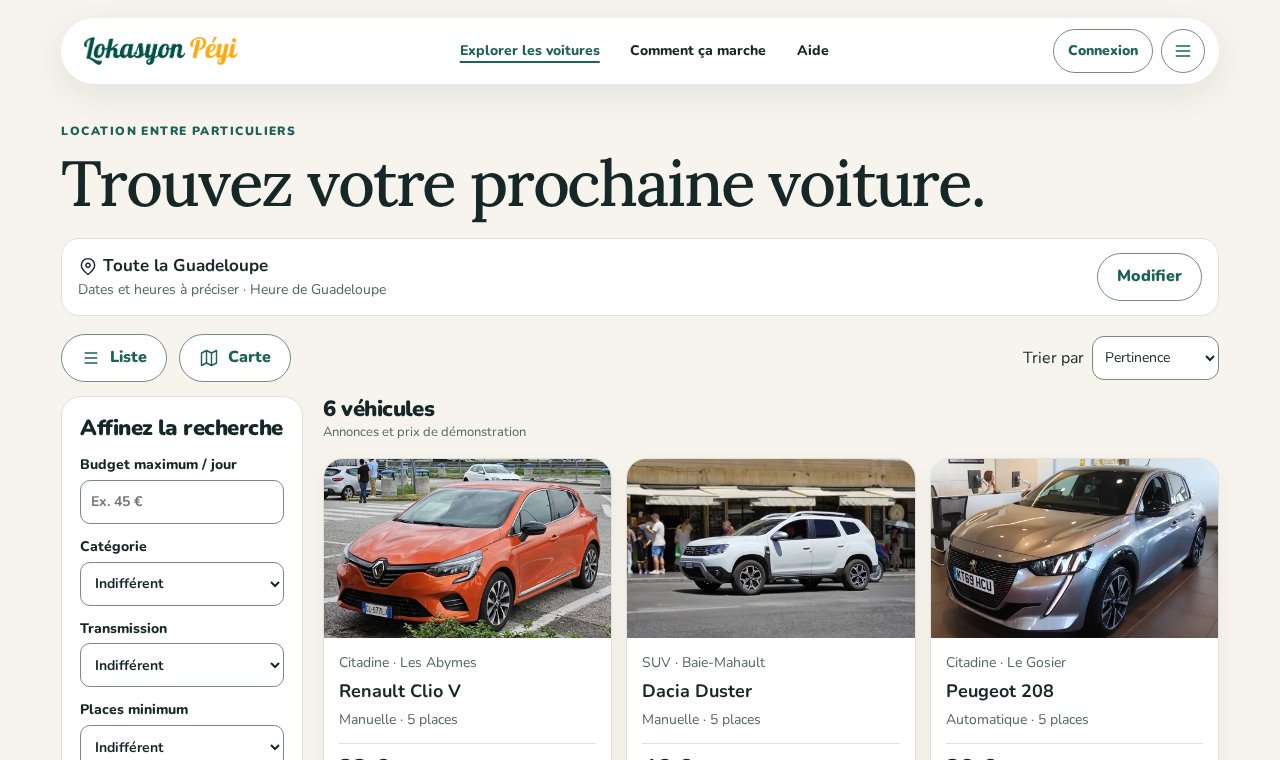 Lokasyon Péyi
Explorer les voitures
Comment ça marche
Aide
Connexion
LOCATION ENTRE PARTICULIERS
Trouvez votre prochaine voiture.
Toute la Guadeloupe
Dates et heures à préciser · Heure de Guadeloupe
Modifier
Liste
Carte
Trier par
Pertinence
Affinez la recherche
Budget maximum / jour
Ex. 45 €
Catégorie
Indifférent
Transmission
Indifférent
Places minimum
Indifférent
6 véhicules
Annonces et prix de démonstration
Citadine · Les Abymes
Renault Clio V
Manuelle · 5 places
SUV · Baie-Mahault
Dacia Duster
Manuelle · 5 places
MT69 HCU
Citadine · Le Gosier
Peugeot 208
Automatique · 5 places